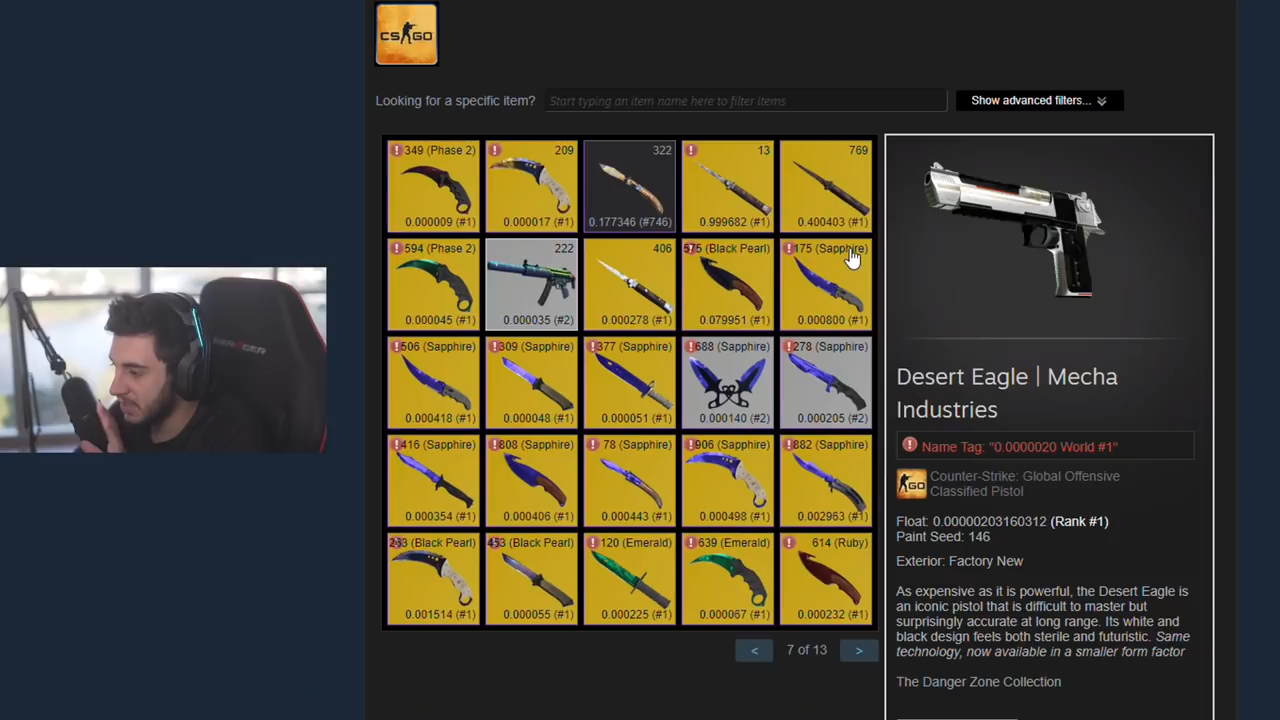 CS GO
Looking for a specific item? Start typing an item name here to filter items Show advanced filters...
349 (Phase 2) 209 322 13 769
0.000009 (#1) 0.000017 (#1) 0.177346 (#746) 0.999682 (#1) 0.400403 (#1)
594 (Phase 2) 222 406 575 (Black Pearl) 175 (Sapphire)
0.000045 (#1) 0.000035 (#2) 0.000278 (#1) 0.079951 (#1) 0.000800 (#1)
506 (Sapphire) 309 (Sapphire) 377 (Sapphire) 688 (Sapphire) 278 (Sapphire)
0.000418 (#1) 0.000048 (#1) 0.000051 (#1) 0.000140 (#2) 0.000205 (#2)
416 (Sapphire) 808 (Sapphire) 78 (Sapphire) 906 (Sapphire) 882 (Sapphire)
0.000354 (#1) 0.000406 (#1) 0.000443 (#1) 0.000498 (#1) 0.002963 (#1)
(Black Pearl) (Black Pearl) 120 (Emerald) 639 (Emerald) 614 (Ruby)
0.001514 (#1) 0.000055 (#1) 0.000225 (#1) 0.000067 (#1) 0.000232 (#1)
< 7 of 13 >
Desert Eagle | Mecha
Industries
Name Tag: "0.0000020 World #1"
GO
Counter-Strike: Global Offensive
Classified Pistol
Float: 0.00000203160312 (Rank #1)
Paint Seed: 146
Exterior: Factory New
As expensive as it is powerful, the Desert Eagle is
an iconic pistol that is difficult to master but
surprisingly accurate at long range. Its white and
black design feels both sterile and futuristic. Same
technology, now available in a smaller form factor
The Danger Zone Collection